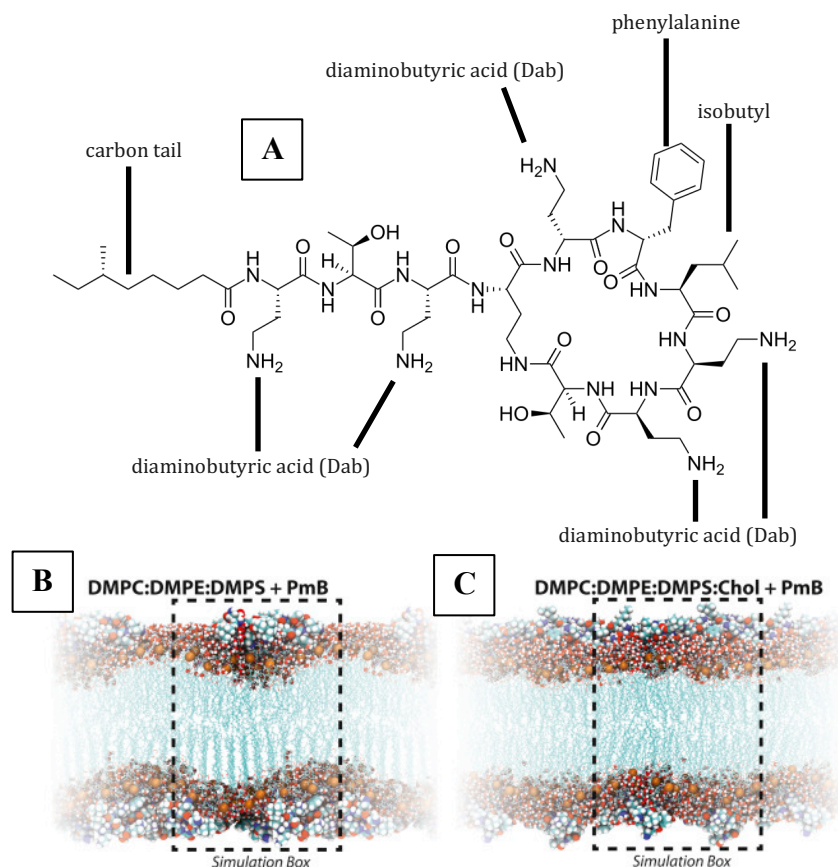 phenylalanine
diaminobutyric acid (Dab)
isobutyl
carbon tail
A
H₂N
OH
H
N
O
H
N
O
N
H
H
O
H
N
O
N
H
O
H
N
O
HN
O
O
NH
O
NH₂
NH₂
NH₂
HN
O
HN
NH
O
HO
H
O
O
NH₂
diaminobutyric acid (Dab)
diaminobutyric acid (Dab)
B
DMPC:DMPE:DMPS + PmB
C
DMPC:DMPE:DMPS:Chol + PmB
Simulation Box
Simulation Box